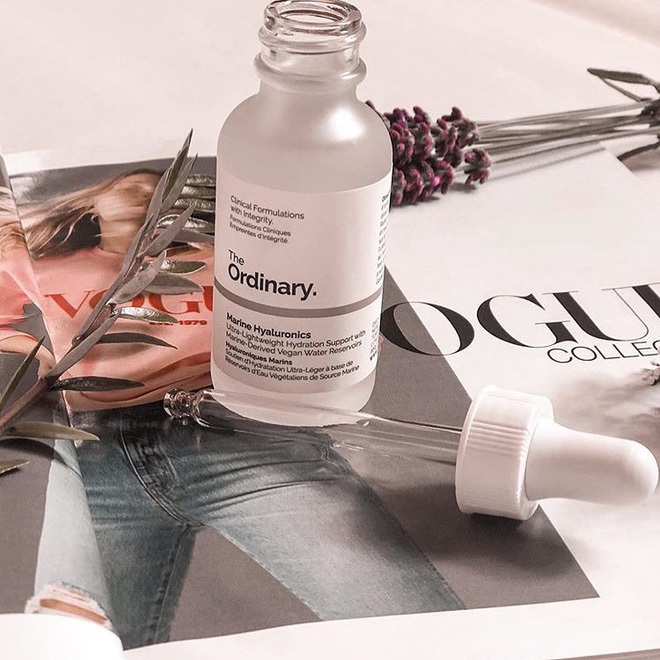 Clinical Formulations
with Integrity.
Formulations Cliniques
Empreintes d'Intégrité.
The
Ordinary.
Marine Hyaluronics
Ultra-Lightweight Hydration Support with
Marine-Derived Vegan Water Reservoirs
Hyaluroniques Marins
Soutien d'Hydratation Ultra-Léger à base de
Réservoirs d'Eau Végétaliens de Source Marine
VOGU
1979
OGU
COLLEC